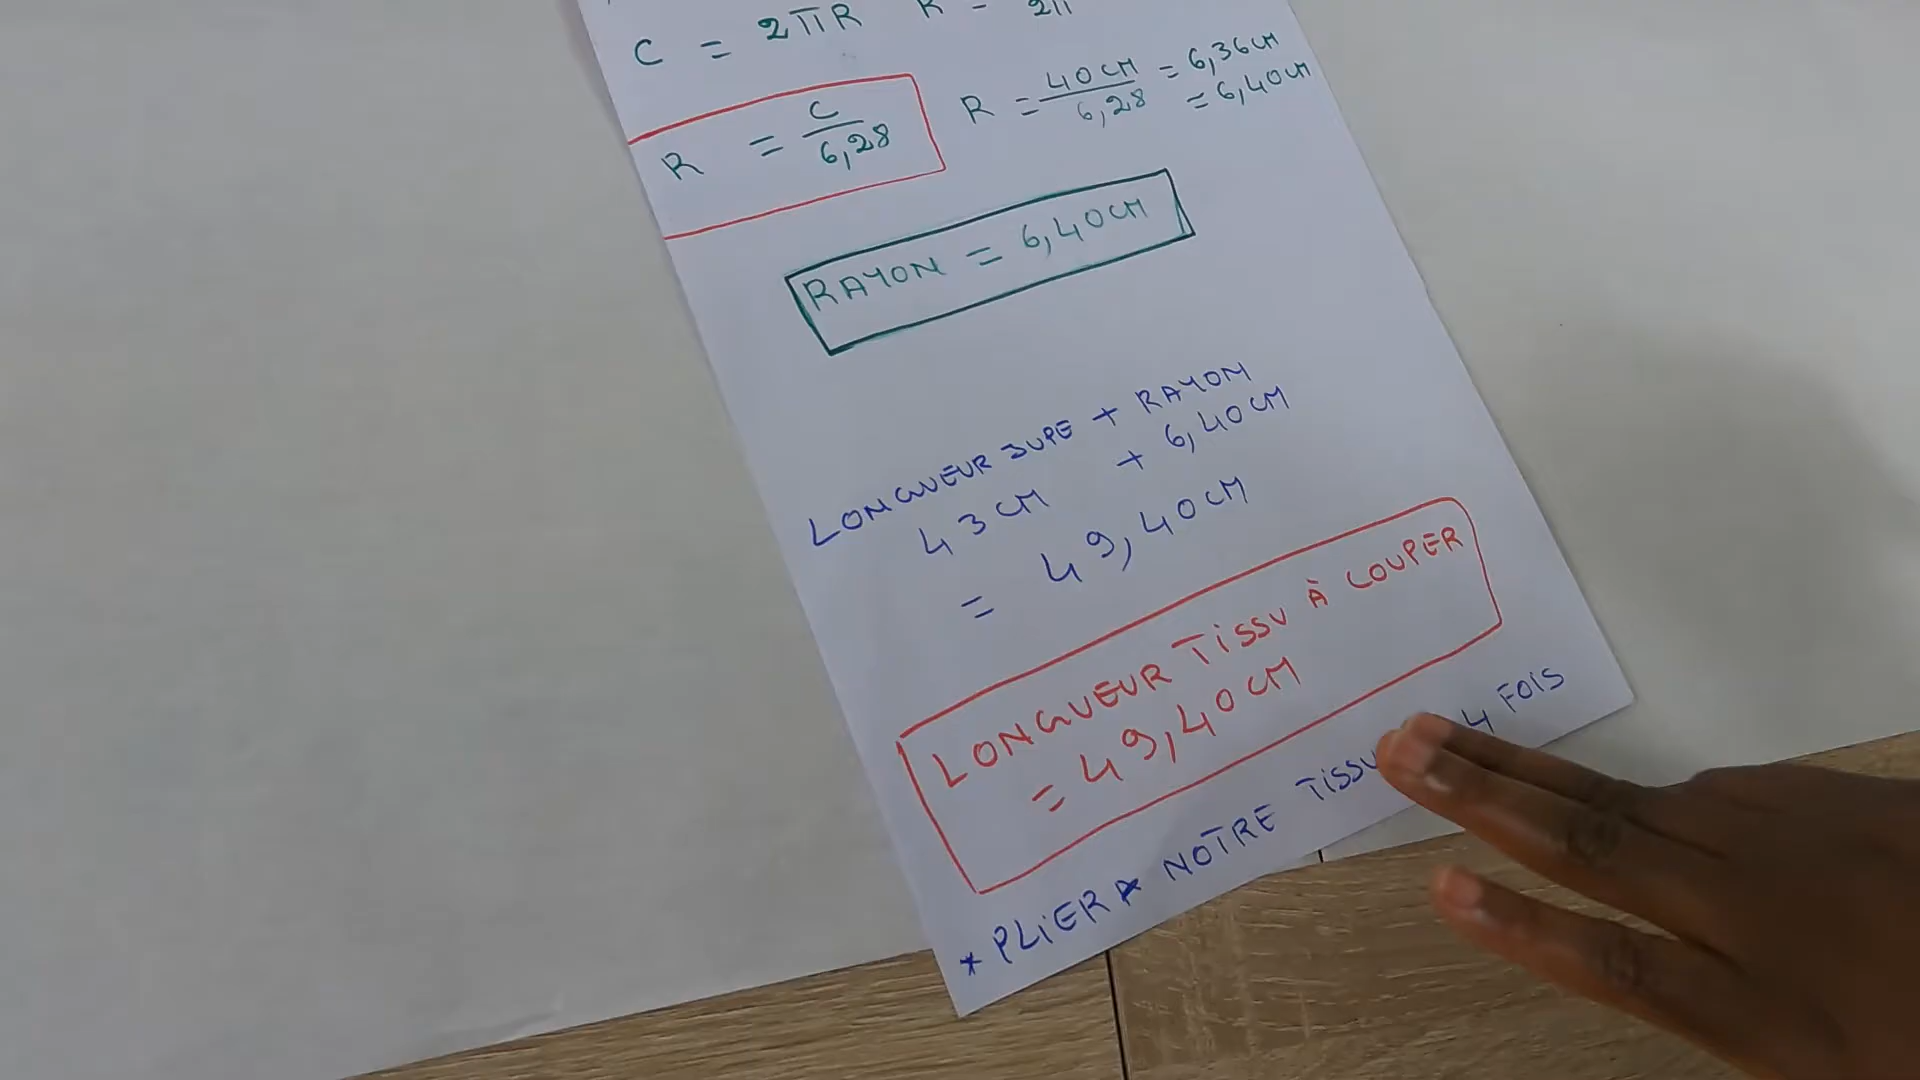 C = 2πR R = 2π
R = C/6,28
R = 40CM/6,28 = 6,36CM
≈ 6,40CM
RAYON = 6,40CM
LONGUEUR JUPE + RAYON
43CM + 6,40CM
= 49,40CM
LONGUEUR TISSU À COUPER
= 49,40CM
* PLIER NOTRE TISSU 4 FOIS